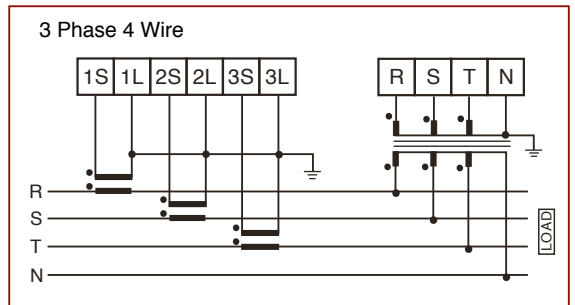 3 Phase 4 Wire
1S 1L 2S 2L 3S 3L
R S T N
R
S
T
N
LOAD